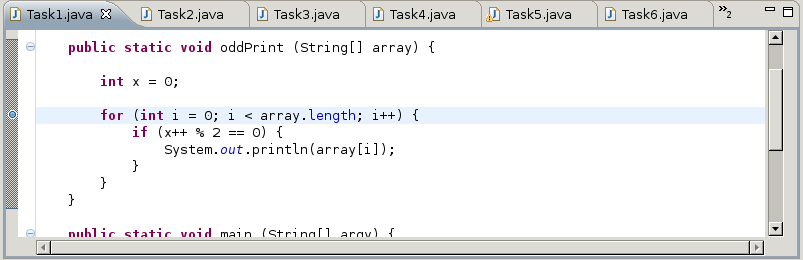 Task1.java Task2.java Task3.java Task4.java Task5.java Task6.java »2
public static void oddPrint (String[] array) {
int x = 0;
for (int i = 0; i < array.length; i++) {
if (x++ % 2 == 0) {
System.out.println(array[i]);
}
}
}
public static void main (String[] argv) {